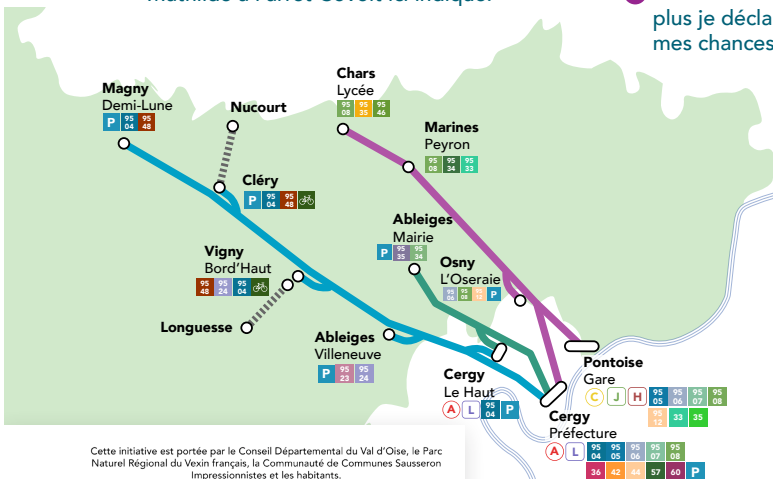 plus je décla
mes chances
Magny
Demi-Lune
P 95 04 95 48
Nucourt
Chars
Lycée
95 08 95 35 95 46
Marines
Peyron
95 08 95 34 95 33
Cléry
P 95 04 95 48
Ableiges
Mairie
P 95 35 95 34
Osny
L'Oseraie
95 06 95 08 95 12 P
Vigny
Bord'Haut
95 48 95 24 95 04
Longuesse
Ableiges
Villeneuve
P 95 23 95 24
Cergy
Le Haut
A L 95 04 P
Pontoise
Gare
C J H 95 05 95 06 95 07 95 08
95 12 33 35
Cergy
Préfecture
A L 95 04 95 05 95 06 95 07 95 08
36 42 44 57 60 P
Cette initiative est portée par le Conseil Départemental du Val d'Oise, le Parc
Naturel Régional du Vexin français, la Communauté de Communes Sausseron
Impressionnistes et les habitants.